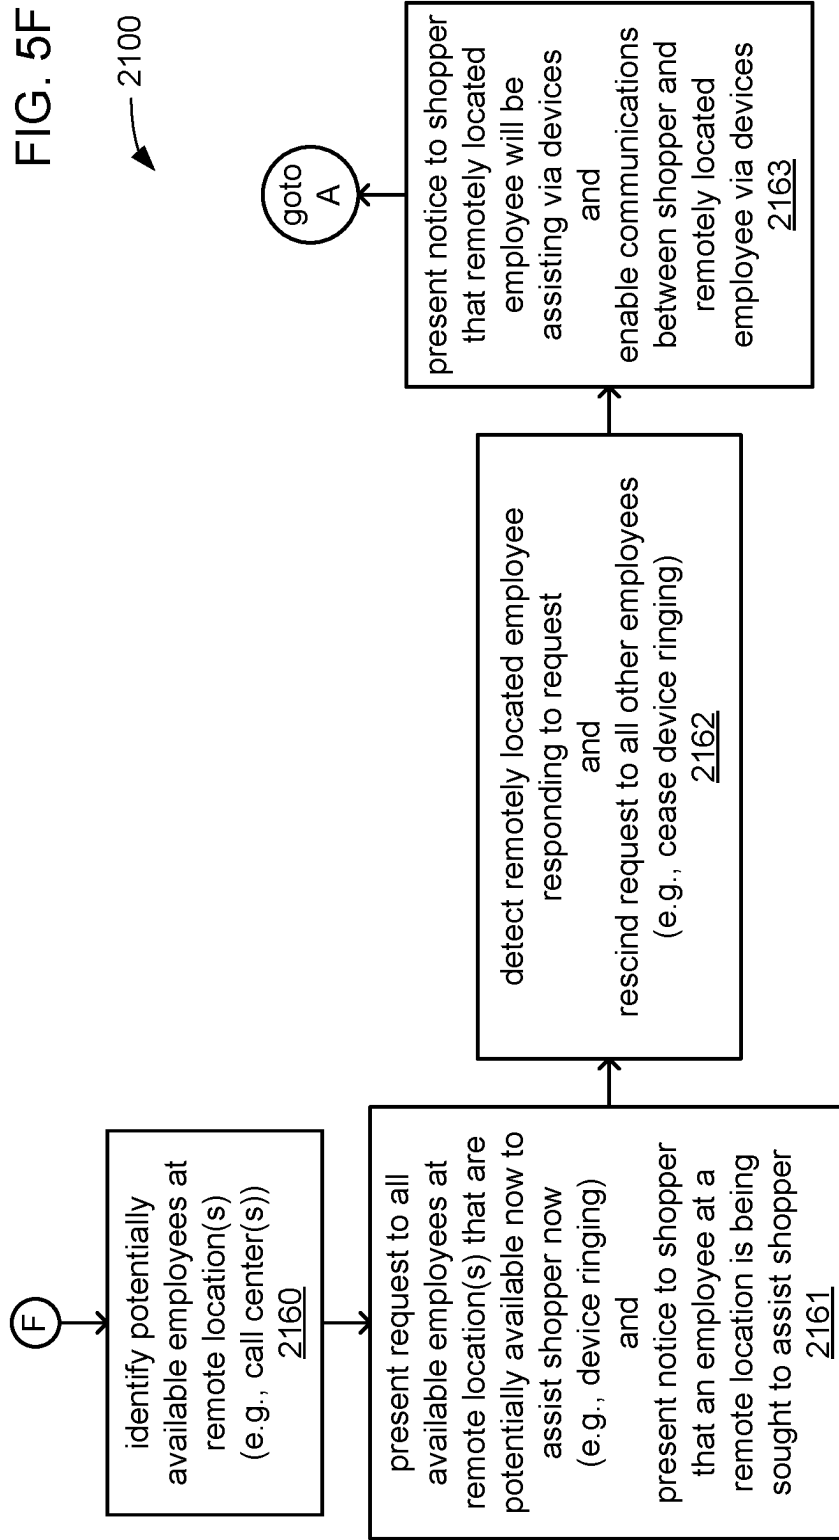 FIG. 5F
2100
F
identify potentially
available employees at
remote location(s)
(e.g., call center(s))
2160
present request to all
available employees at
remote location(s) that are
potentially available now to
assist shopper now
(e.g., device ringing)
and
present notice to shopper
that an employee at a
remote location is being
sought to assist shopper
2161
detect remotely located employee
responding to request
and
rescind request to all other employees
(e.g., cease device ringing)
2162
present notice to shopper
that remotely located
employee will be
assisting via devices
and
enable communications
between shopper and
remotely located
employee via devices
2163
goto
A